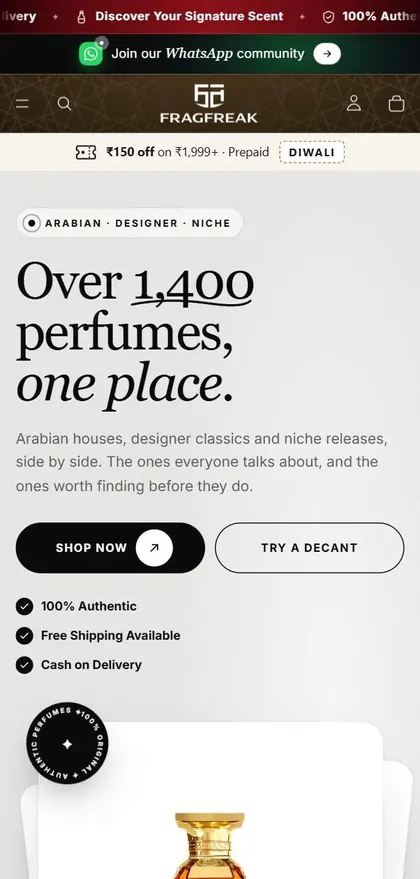 livery ✦ Discover Your Signature Scent ✦ 100% Authe
Join our WhatsApp community →
FRAGFREAK
₹150 off on ₹1,999+ · Prepaid DIWALI
ARABIAN · DESIGNER · NICHE
Over 1,400
perfumes,
one place.
Arabian houses, designer classics and niche releases,
side by side. The ones everyone talks about, and the
ones worth finding before they do.
SHOP NOW ↗ TRY A DECANT
100% Authentic
Free Shipping Available
Cash on Delivery
100% ORIGINAL ✦ AUTHENTIC PERFUMES ✦